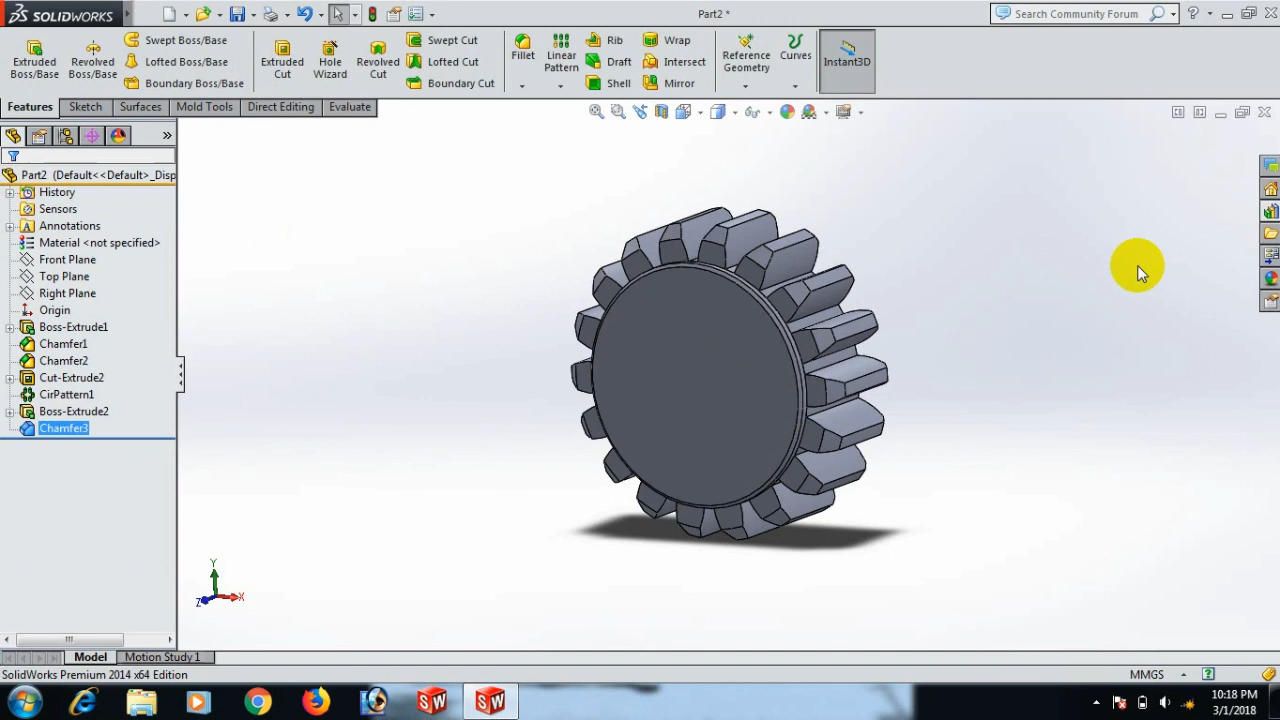 SOLIDWORKS
Part2 *
Search Community Forum
Extruded Boss/Base
Revolved Boss/Base
Swept Boss/Base
Lofted Boss/Base
Boundary Boss/Base
Extruded Cut
Hole Wizard
Revolved Cut
Swept Cut
Lofted Cut
Boundary Cut
Fillet
Linear Pattern
Rib
Draft
Shell
Wrap
Intersect
Mirror
Reference Geometry
Curves
Instant3D
Features
Sketch
Surfaces
Mold Tools
Direct Editing
Evaluate
Part2 (Default<<Default>_Disp
History
Sensors
Annotations
Material <not specified>
Front Plane
Top Plane
Right Plane
Origin
Boss-Extrude1
Chamfer1
Chamfer2
Cut-Extrude2
CirPattern1
Boss-Extrude2
Chamfer3
Y
Z
X
Model
Motion Study 1
SolidWorks Premium 2014 x64 Edition
MMGS
SW
SW
10:18 PM
3/1/2018